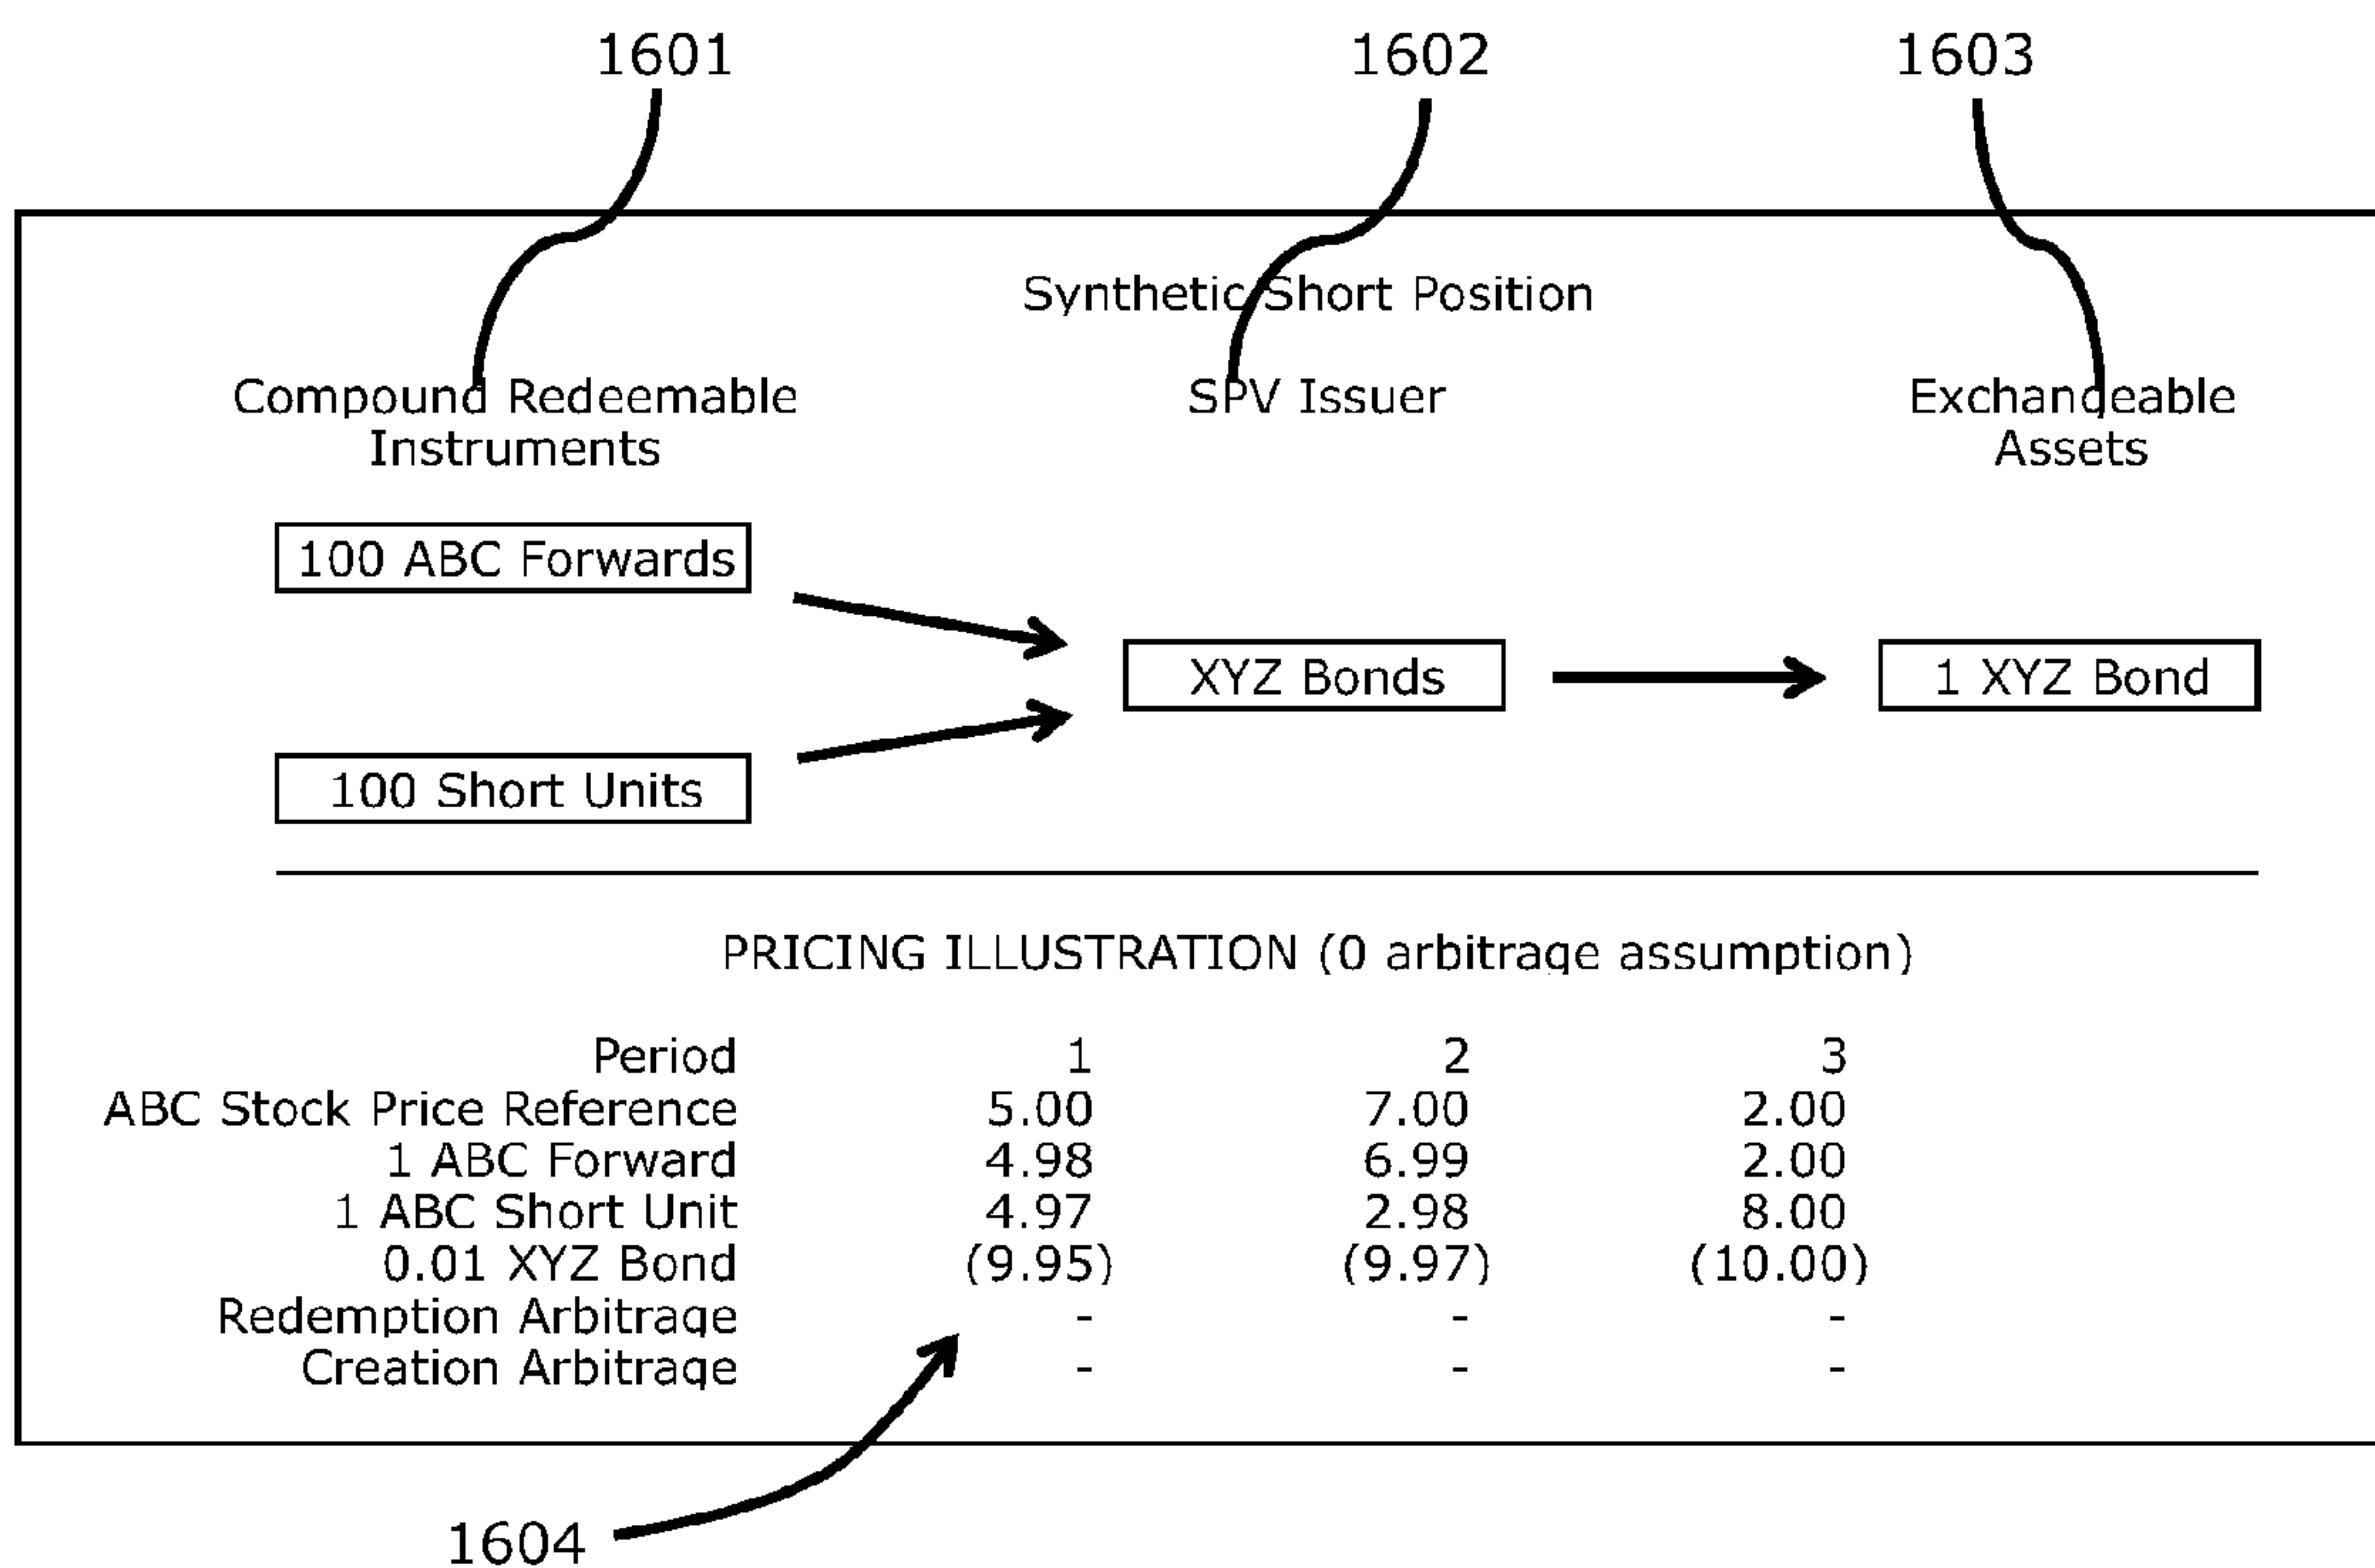 1601 1602 1603
Synthetic Short Position
Compound Redeemable SPV Issuer Exchandeable
Instruments Assets
100 ABC Forwards
XYZ Bonds 1 XYZ Bond
100 Short Units
PRICING ILLUSTRATION (0 arbitrage assumption)
Period 1 2 3
ABC Stock Price Reference 5.00 7.00 2.00
1 ABC Forward 4.98 6.99 2.00
1 ABC Short Unit 4.97 2.98 8.00
0.01 XYZ Bond (9.95) (9.97) (10.00)
Redemption Arbitrage - - -
Creation Arbitrage - - -
1604